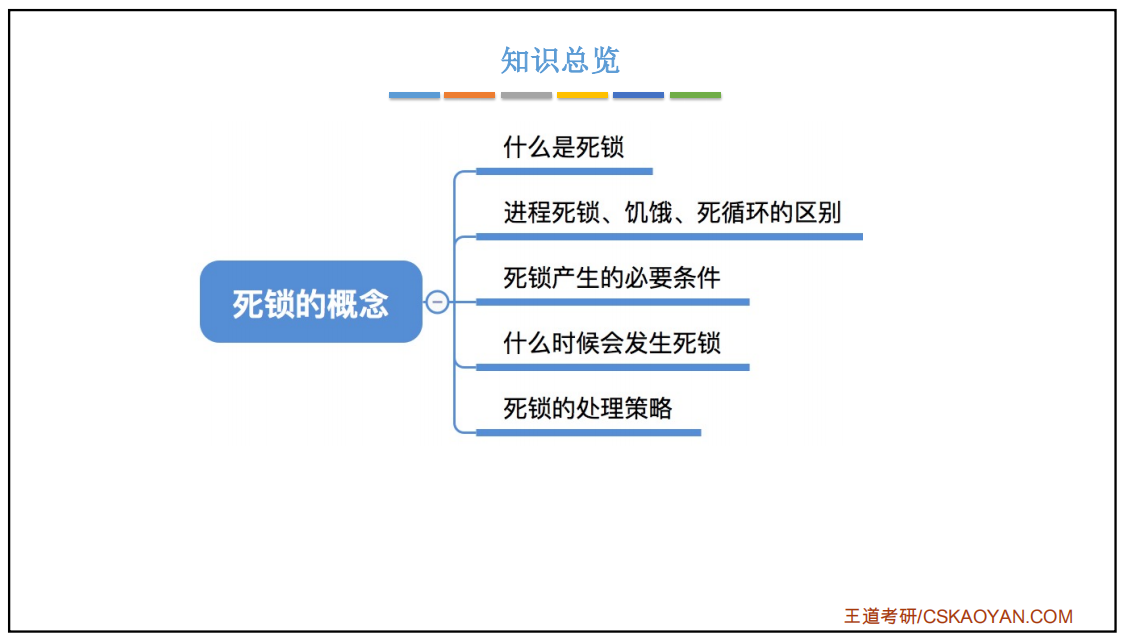 知识总览
什么是死锁
进程死锁、饥饿、死循环的区别
死锁产生的必要条件
死锁的概念
什么时候会发生死锁
死锁的处理策略
王道考研/CSKAOYAN.COM